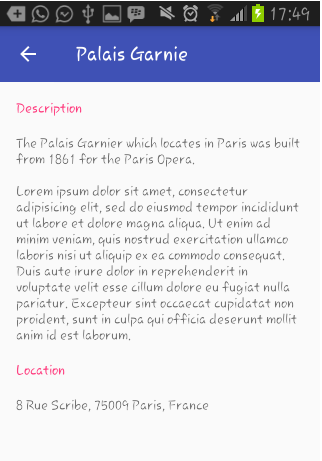 17:49
Palais Garnie
Description
The Palais Garnier which locates in Paris was built
from 1861 for the Paris Opera.
Lorem ipsum dolor sit amet, consectetur
adipisicing elit, sed do eiusmod tempor incididunt
ut labore et dolore magna aliqua. Ut enim ad
minim veniam, quis nostrud exercitation ullamco
laboris nisi ut aliquip ex ea commodo consequat.
Duis aute irure dolor in reprehenderit in
voluptate velit esse cillum dolore eu fugiat nulla
pariatur. Excepteur sint occaecat cupidatat non
proident, sunt in culpa qui officia deserunt mollit
anim id est laborum.
Location
8 Rue Scribe, 75009 Paris, France